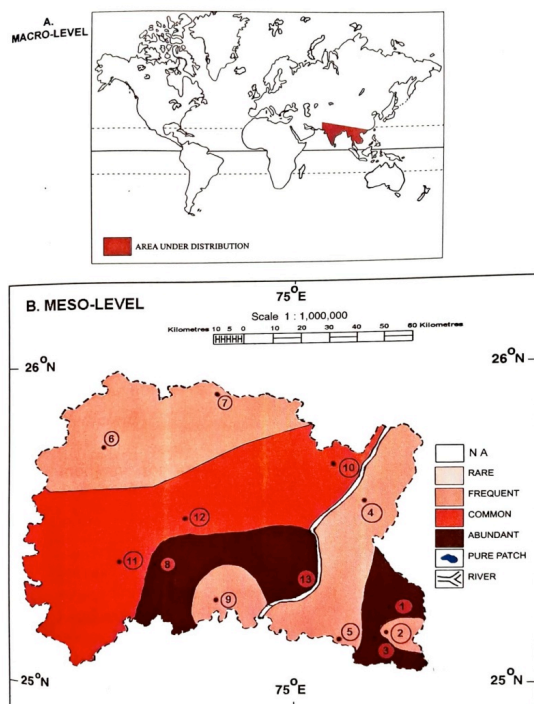 A.
MACRO-LEVEL
AREA UNDER DISTRIBUTION
75°E
B. MESO-LEVEL
Scale 1 : 1,000,000
Kilometres 10 5 0 10 20 30 40 50 60 Kilometres
26°N 26°N
7
6
10
4
12
11
8
13
9
1
2
5
3
N A
RARE
FREQUENT
COMMON
ABUNDANT
PURE PATCH
RIVER
25°N 25°N
75°E